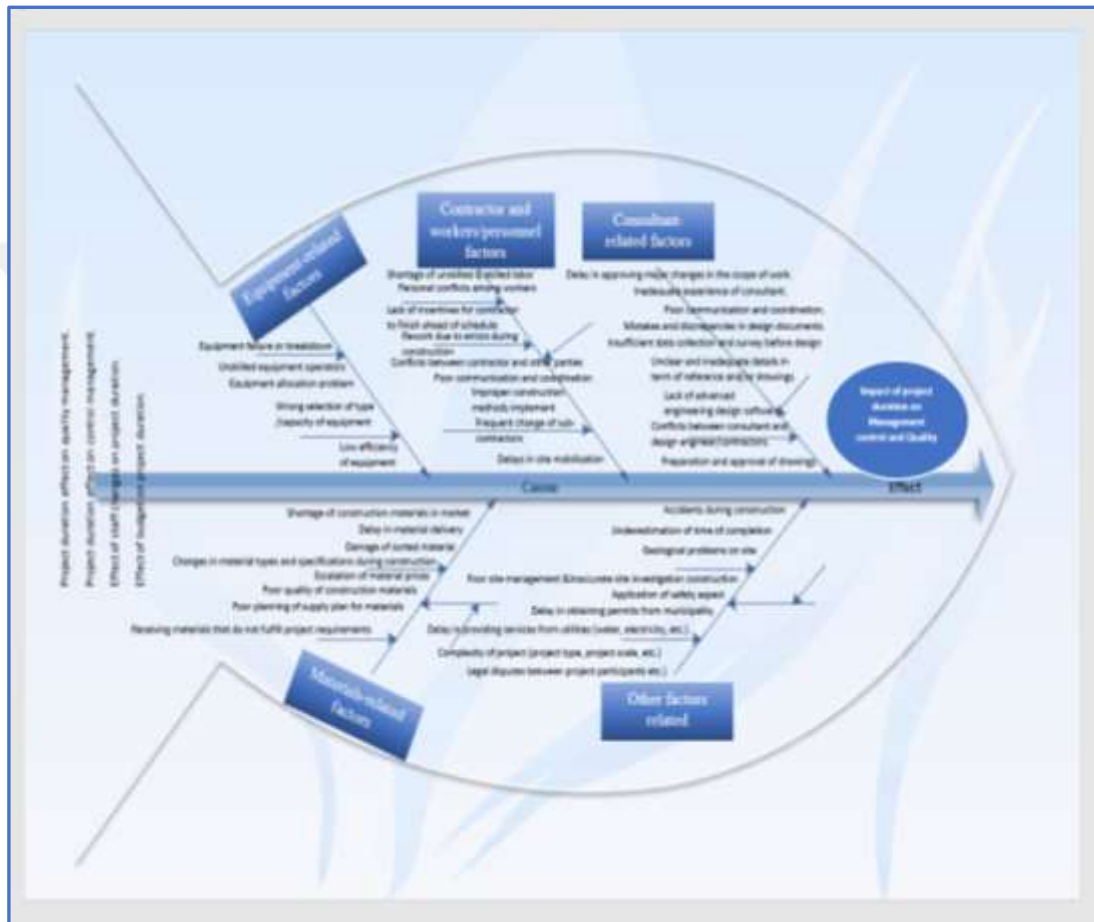 Equipment-related
factors
Contractor and
workers/personnel
factors
Consultant-
related factors
Equipment failure or breakdown
Unskilled equipment operators
Equipment allocation problem
Wrong selection of type
/capacity of equipment
Low efficiency
of equipment
Shortage of unskilled & skilled labor
Personal conflicts among workers
Lack of incentives for contractor
to finish ahead of schedule
Rework due to errors during
construction
Conflicts between contractor and other parties
Poor communication and coordination
Improper construction
methods implement
Frequent change of sub-
contractors
Delays in site mobilization
Delay in approving major changes in the scope of work
Inadequate experience of consultant.
Poor communication and coordination.
Mistakes and discrepancies in design documents
Insufficient data collection and survey before design
Unclear and inadequate details in
term of reference and/or drawings
Lack of advanced
engineering design software
Conflicts between consultant and
design engineer/contractors
Preparation and approval of drawings
Impact of project
duration on
Management
control and Quality
Cause
Effect
Project duration effect on quality management.
Project duration effect on control management
Effect of staff changes on project duration
Effect of budget on project duration
Shortage of construction materials in market
Delay in material delivery
Damage of sorted material
Changes in material types and specifications during construction
Escalation of material prices
Poor quality of construction materials
Poor planning of supply plan for materials
Receiving materials that do not fulfill project requirements
Materials-related
factors
Accidents during construction
Underestimation of time of completion
Geological problems on site
Poor site management &inaccurate site investigation construction
Application of safety aspect
Delay in obtaining permits from municipality
Delay in providing services from utilities (water, electricity, etc.)
Complexity of project (project type, project scale, etc.)
Legal disputes between project participants etc.)
Other factors
related